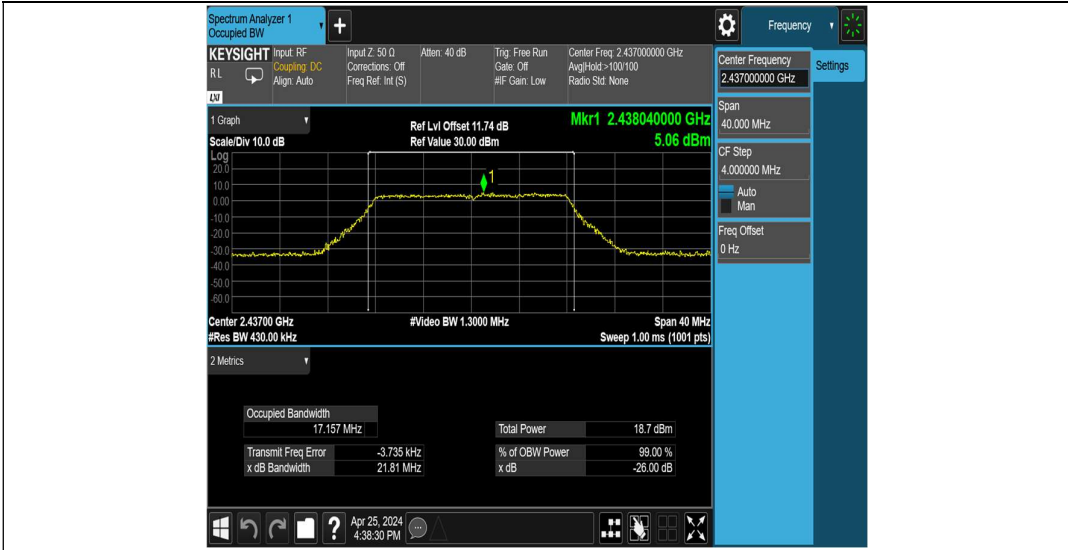 Spectrum Analyzer 1
Occupied BW
Frequency
KEYSIGHT
RL
LXI
Input: RF
Coupling: DC
Align: Auto
Input Z: 50 Ω
Corrections: Off
Freq Ref: Int (S)
Atten: 40 dB
Trig: Free Run
Gate: Off
#IF Gain: Low
Center Freq: 2.437000000 GHz
Avg|Hold:>100/100
Radio Std: None
Center Frequency
2.437000000 GHz
Settings
Span
40.000 MHz
CF Step
4.000000 MHz
Auto
Man
Freq Offset
0 Hz
1 Graph
Scale/Div 10.0 dB
Ref Lvl Offset 11.74 dB
Ref Value 30.00 dBm
Mkr1 2.438040000 GHz
5.06 dBm
Log
20.0
10.0
0.00
-10.0
-20.0
-30.0
-40.0
-50.0
-60.0
1
Center 2.43700 GHz
#Res BW 430.00 kHz
#Video BW 1.3000 MHz
Span 40 MHz
Sweep 1.00 ms (1001 pts)
2 Metrics
Occupied Bandwidth
17.157 MHz
Transmit Freq Error -3.735 kHz
x dB Bandwidth 21.81 MHz
Total Power 18.7 dBm
% of OBW Power 99.00 %
x dB -26.00 dB
Apr 25, 2024
4:38:30 PM